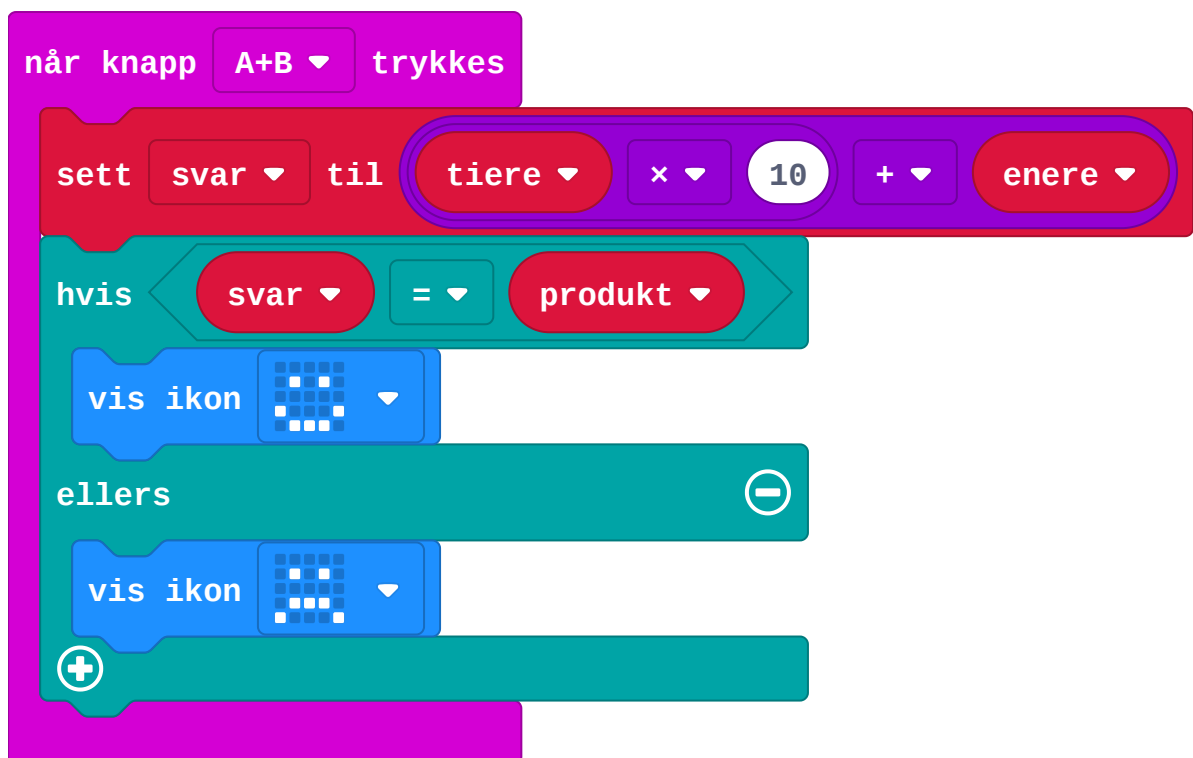 når knapp A+B trykkes
sett svar til tiere × 10 + enere
hvis svar = produkt
vis ikon
ellers
vis ikon